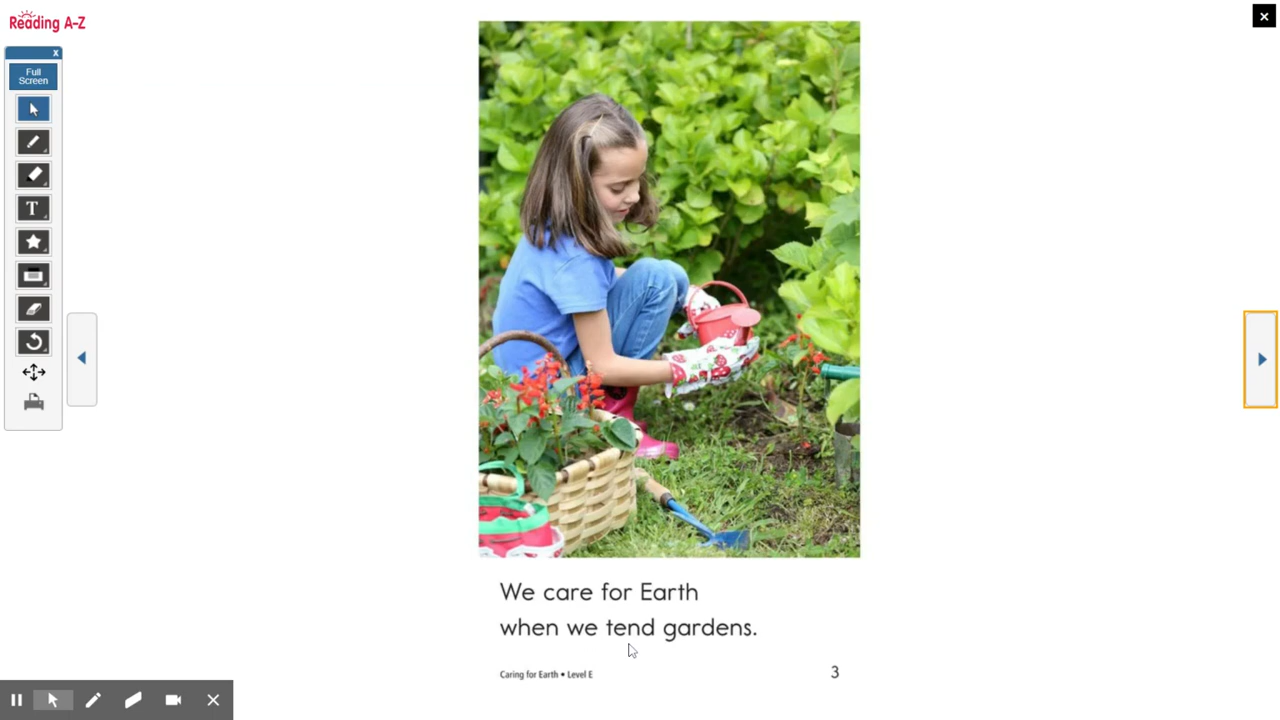 Reading A-Z
x
Full
Screen
T
We care for Earth
when we tend gardens.
Caring for Earth • Level E
3